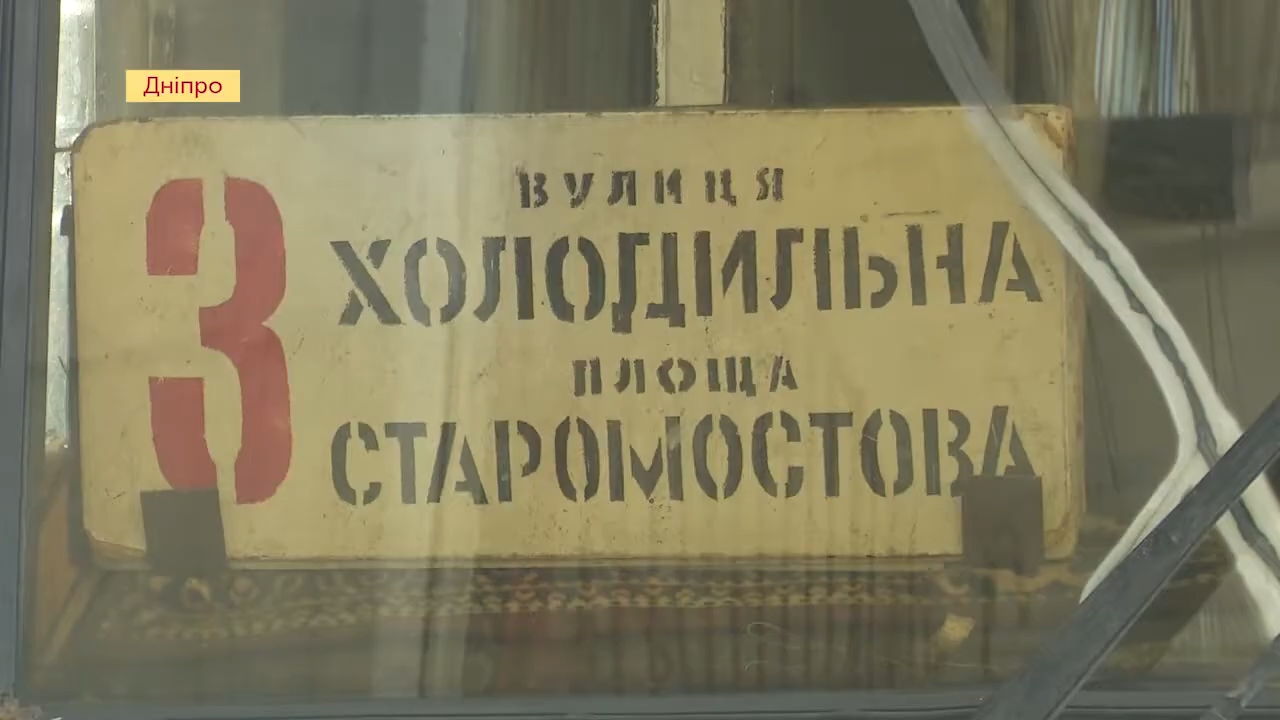 Дніпро
3
ВУЛИЦЯ
ХОЛОДИЛЬНА
ПЛОЩА
СТАРОМОСТОВА